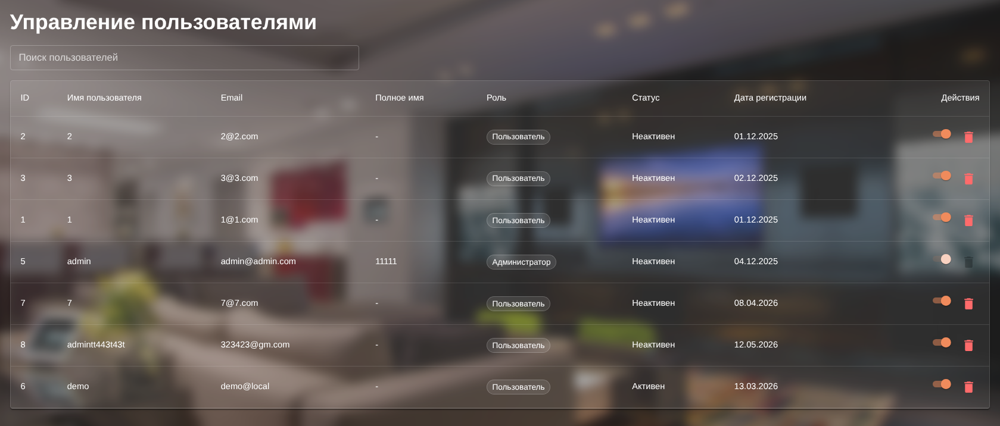 Управление пользователями
Поиск пользователей
ID Имя пользователя Email Полное имя Роль Статус Дата регистрации Действия
2 2 2@2.com - Пользователь Неактивен 01.12.2025
3 3 3@3.com - Пользователь Неактивен 02.12.2025
1 1 1@1.com - Пользователь Неактивен 01.12.2025
5 admin admin@admin.com 11111 Администратор Неактивен 04.12.2025
7 7 7@7.com - Пользователь Неактивен 08.04.2026
8 admintt443t43t 323423@gm.com - Пользователь Неактивен 12.05.2026
6 demo demo@local - Пользователь Активен 13.03.2026